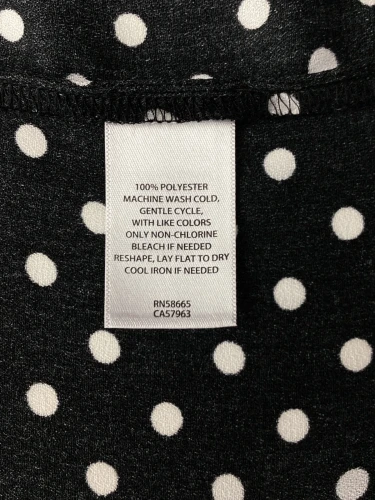 100% POLYESTER
MACHINE WASH COLD,
GENTLE CYCLE,
WITH LIKE COLORS
ONLY NON-CHLORINE
BLEACH IF NEEDED
RESHAPE, LAY FLAT TO DRY
COOL IRON IF NEEDED
RN58665
CA57963